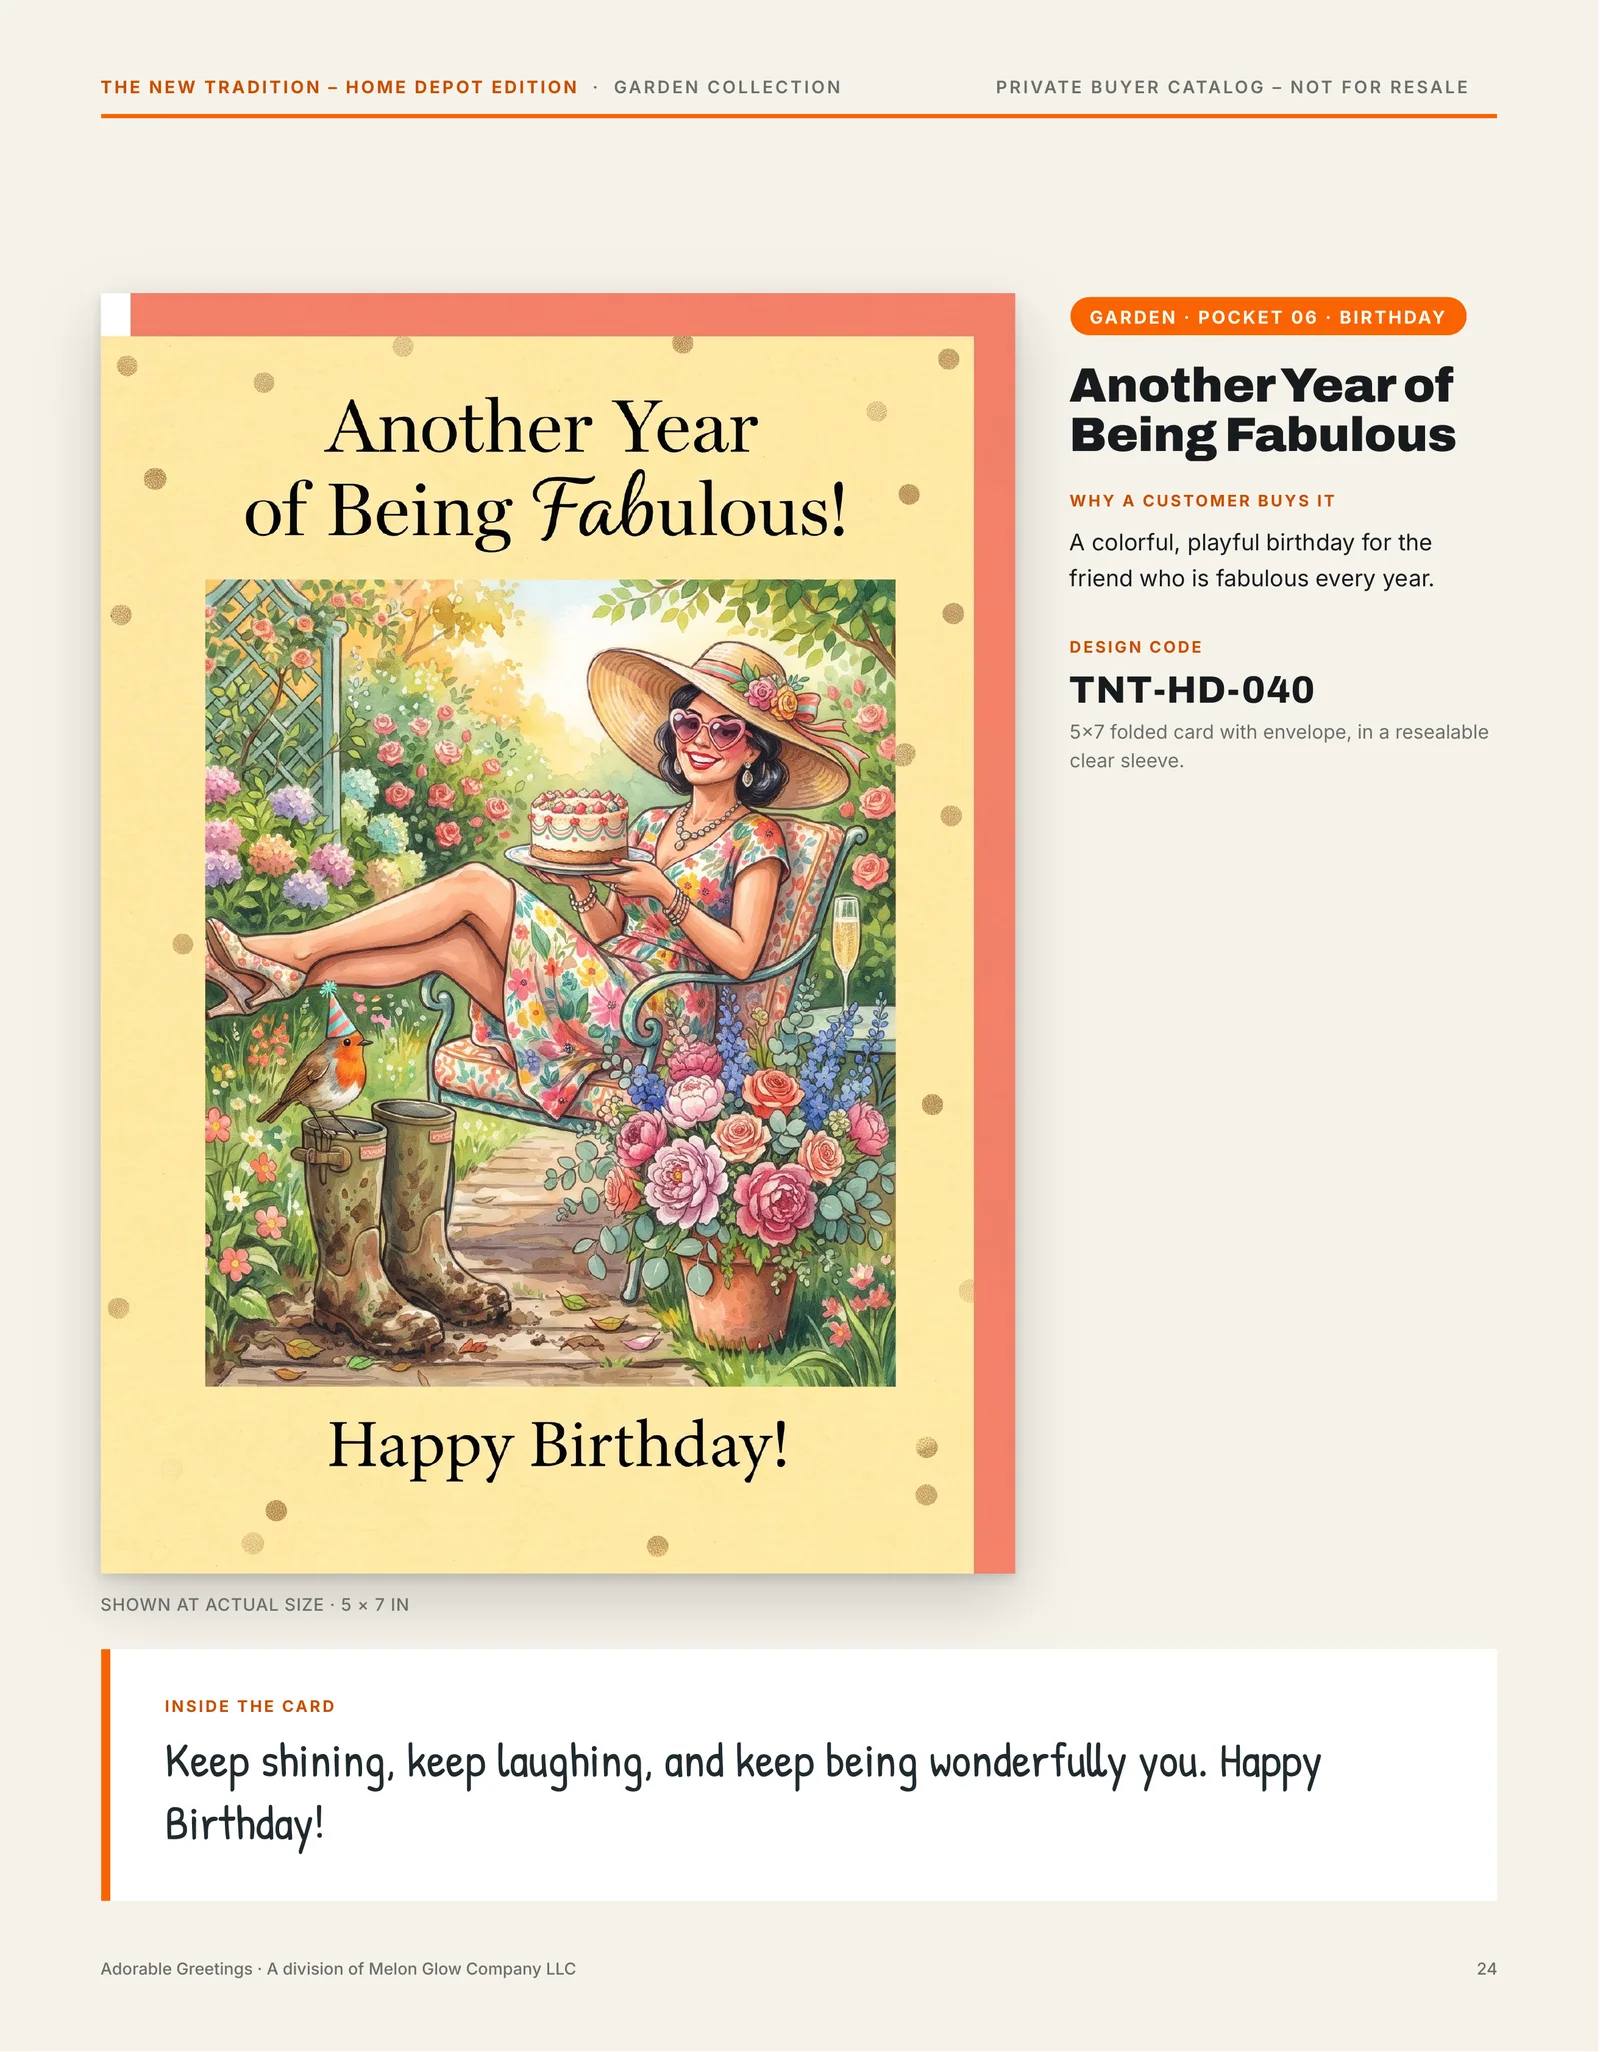 THE NEW TRADITION – HOME DEPOT EDITION · GARDEN COLLECTION
PRIVATE BUYER CATALOG – NOT FOR RESALE
Another Year
of Being Fabulous!
Happy Birthday!
SHOWN AT ACTUAL SIZE · 5 × 7 IN
GARDEN · POCKET 06 · BIRTHDAY
Another Year of
Being Fabulous
WHY A CUSTOMER BUYS IT
A colorful, playful birthday for the
friend who is fabulous every year.
DESIGN CODE
TNT-HD-040
5×7 folded card with envelope, in a resealable
clear sleeve.
INSIDE THE CARD
Keep shining, keep laughing, and keep being wonderfully you. Happy
Birthday!
Adorable Greetings · A division of Melon Glow Company LLC
24